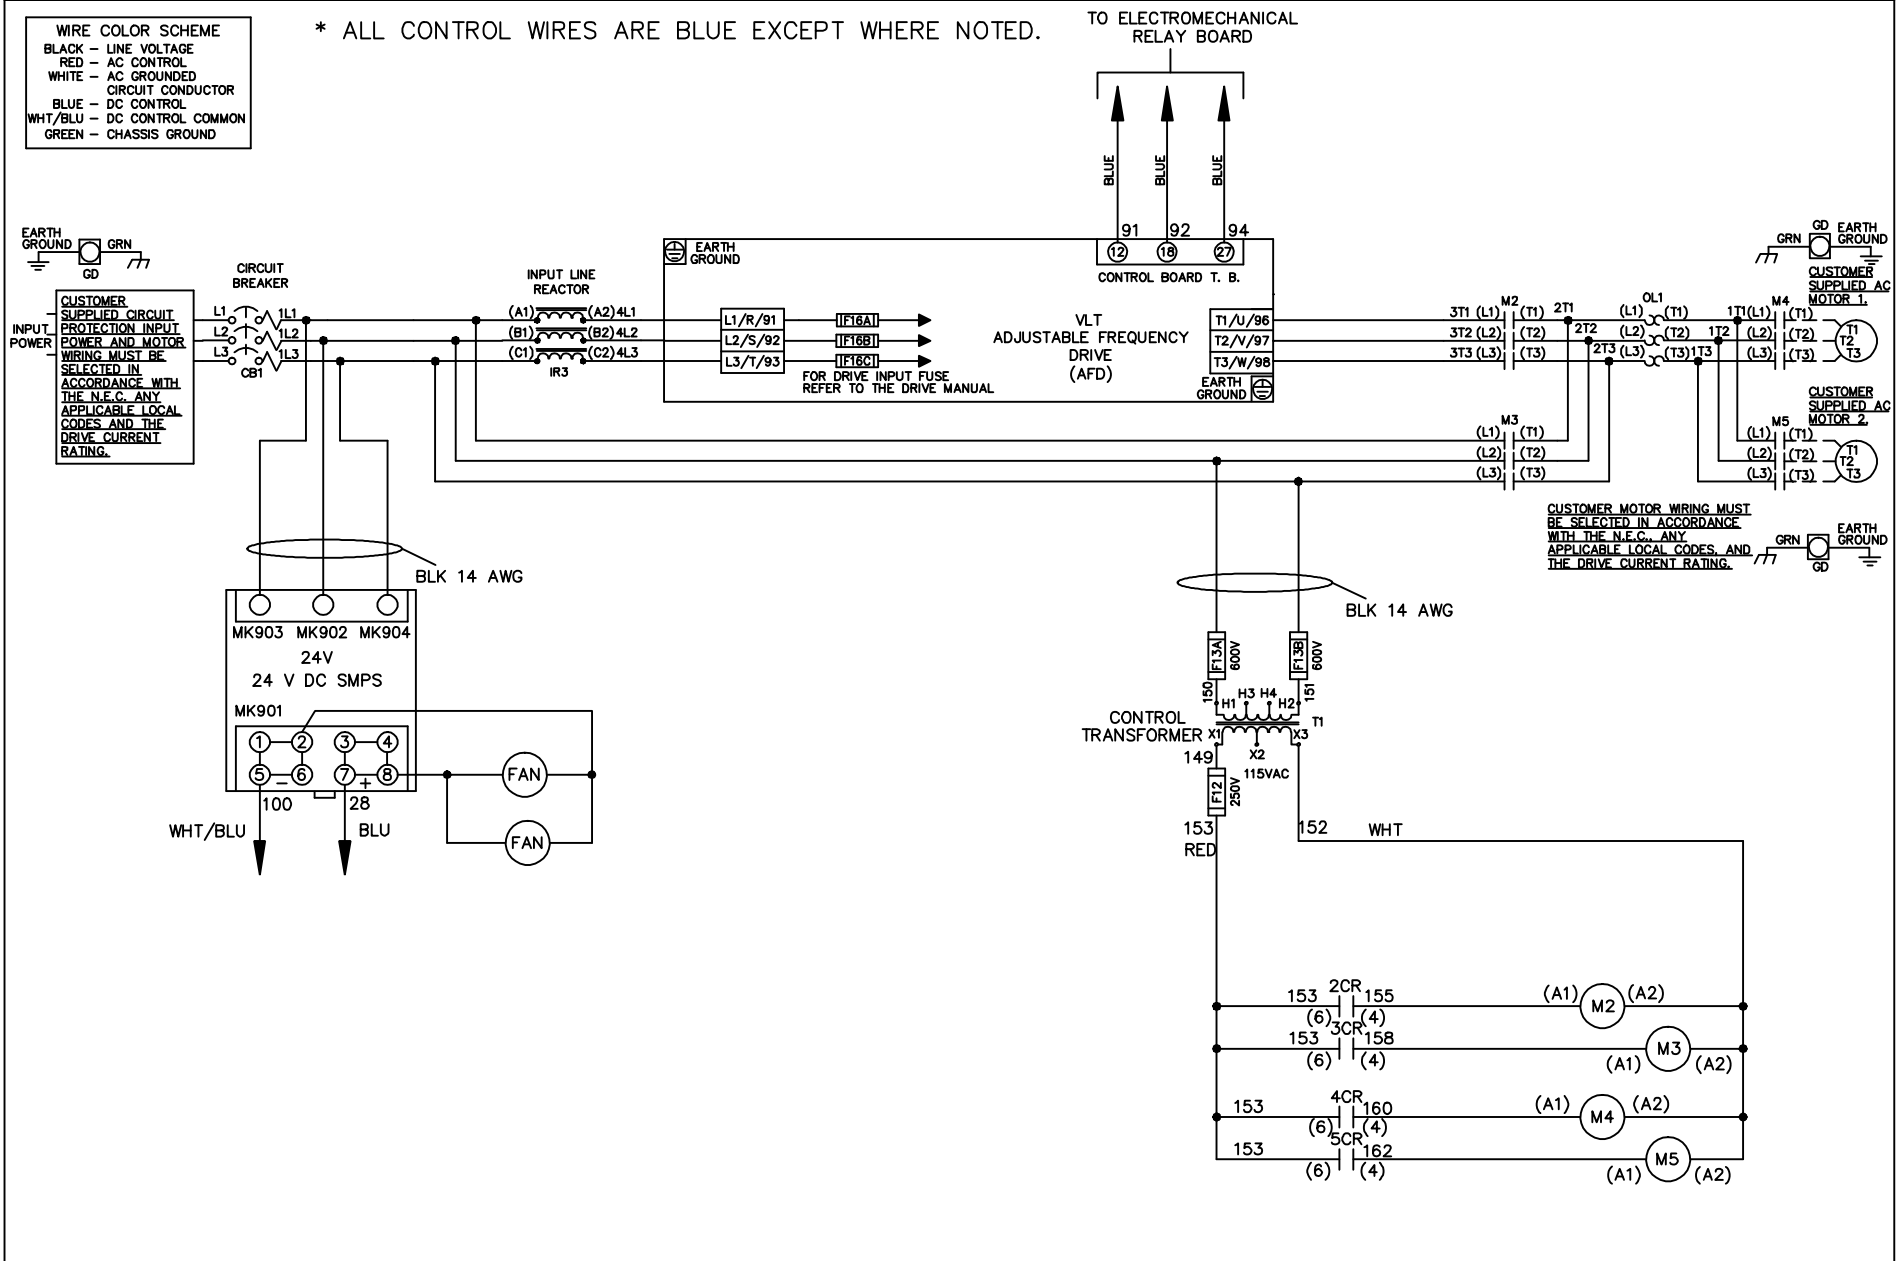 WIRE COLOR SCHEME
BLACK – LINE VOLTAGE
RED – AC CONTROL
WHITE – AC GROUNDED
CIRCUIT CONDUCTOR
BLUE – DC CONTROL
WHT/BLU – DC CONTROL COMMON
GREEN – CHASSIS GROUND
* ALL CONTROL WIRES ARE BLUE EXCEPT WHERE NOTED.
TO ELECTROMECHANICAL
RELAY BOARD
BLUE
BLUE
BLUE
91 92 94
12 18 27
CONTROL BOARD T. B.
EARTH
GROUND
GRN
GD
CUSTOMER
SUPPLIED CIRCUIT
PROTECTION INPUT
POWER AND MOTOR
WIRING MUST BE
SELECTED IN
ACCORDANCE WITH
THE N.E.C. ANY
APPLICABLE LOCAL
CODES AND THE
DRIVE CURRENT
RATING.
INPUT
POWER
CIRCUIT
BREAKER
L1 1L1
L2 1L2
L3 1L3
CB1
INPUT LINE
REACTOR
(A1) (A2) 4L1
(B1) (B2) 4L2
(C1) (C2) 4L3
IR3
EARTH
GROUND
L1/R/91
L2/S/92
L3/T/93
F16A
F16B
F16C
FOR DRIVE INPUT FUSE
REFER TO THE DRIVE MANUAL
VLT
ADJUSTABLE FREQUENCY
DRIVE
(AFD)
T1/U/96
T2/V/97
T3/W/98
EARTH
GROUND
M2
3T1 (L1) (T1) 2T1
3T2 (L2) (T2) 2T2
3T3 (L3) (T3) 2T3
OL1
(L1) (T1) 1T1
(L2) (T2) 1T2
(L3) (T3) 1T3
M4
(L1) (T1)
(L2) (T2)
(L3) (T3)
T1
T2
T3
GD
GRN
EARTH
GROUND
CUSTOMER
SUPPLIED AC
MOTOR 1.
CUSTOMER
SUPPLIED AC
MOTOR 2.
M3
(L1) (T1)
(L2) (T2)
(L3) (T3)
M5
(L1) (T1)
(L2) (T2)
(L3) (T3)
T1
T2
T3
CUSTOMER MOTOR WIRING MUST
BE SELECTED IN ACCORDANCE
WITH THE N.E.C., ANY
APPLICABLE LOCAL CODES, AND
THE DRIVE CURRENT RATING.
GRN
GD
EARTH
GROUND
BLK 14 AWG
MK903 MK902 MK904
24V
24 V DC SMPS
MK901
1 2 3 4
5 – 6 7 + 8
100 28
WHT/BLU
BLU
FAN
FAN
BLK 14 AWG
F13A
600V
F13B
600V
150
151
H1 H3 H4 H2
T1
CONTROL
TRANSFORMER
X1 X2 X3
149
115VAC
F12
250V
153
RED
152
WHT
153 2CR 155 (A1) M2 (A2)
(6) (4)
153 3CR 158 M3
(6) (4) (A1) (A2)
153 4CR 160 (A1) M4 (A2)
(6) (4)
153 5CR 162 M5
(6) (4) (A1) (A2)